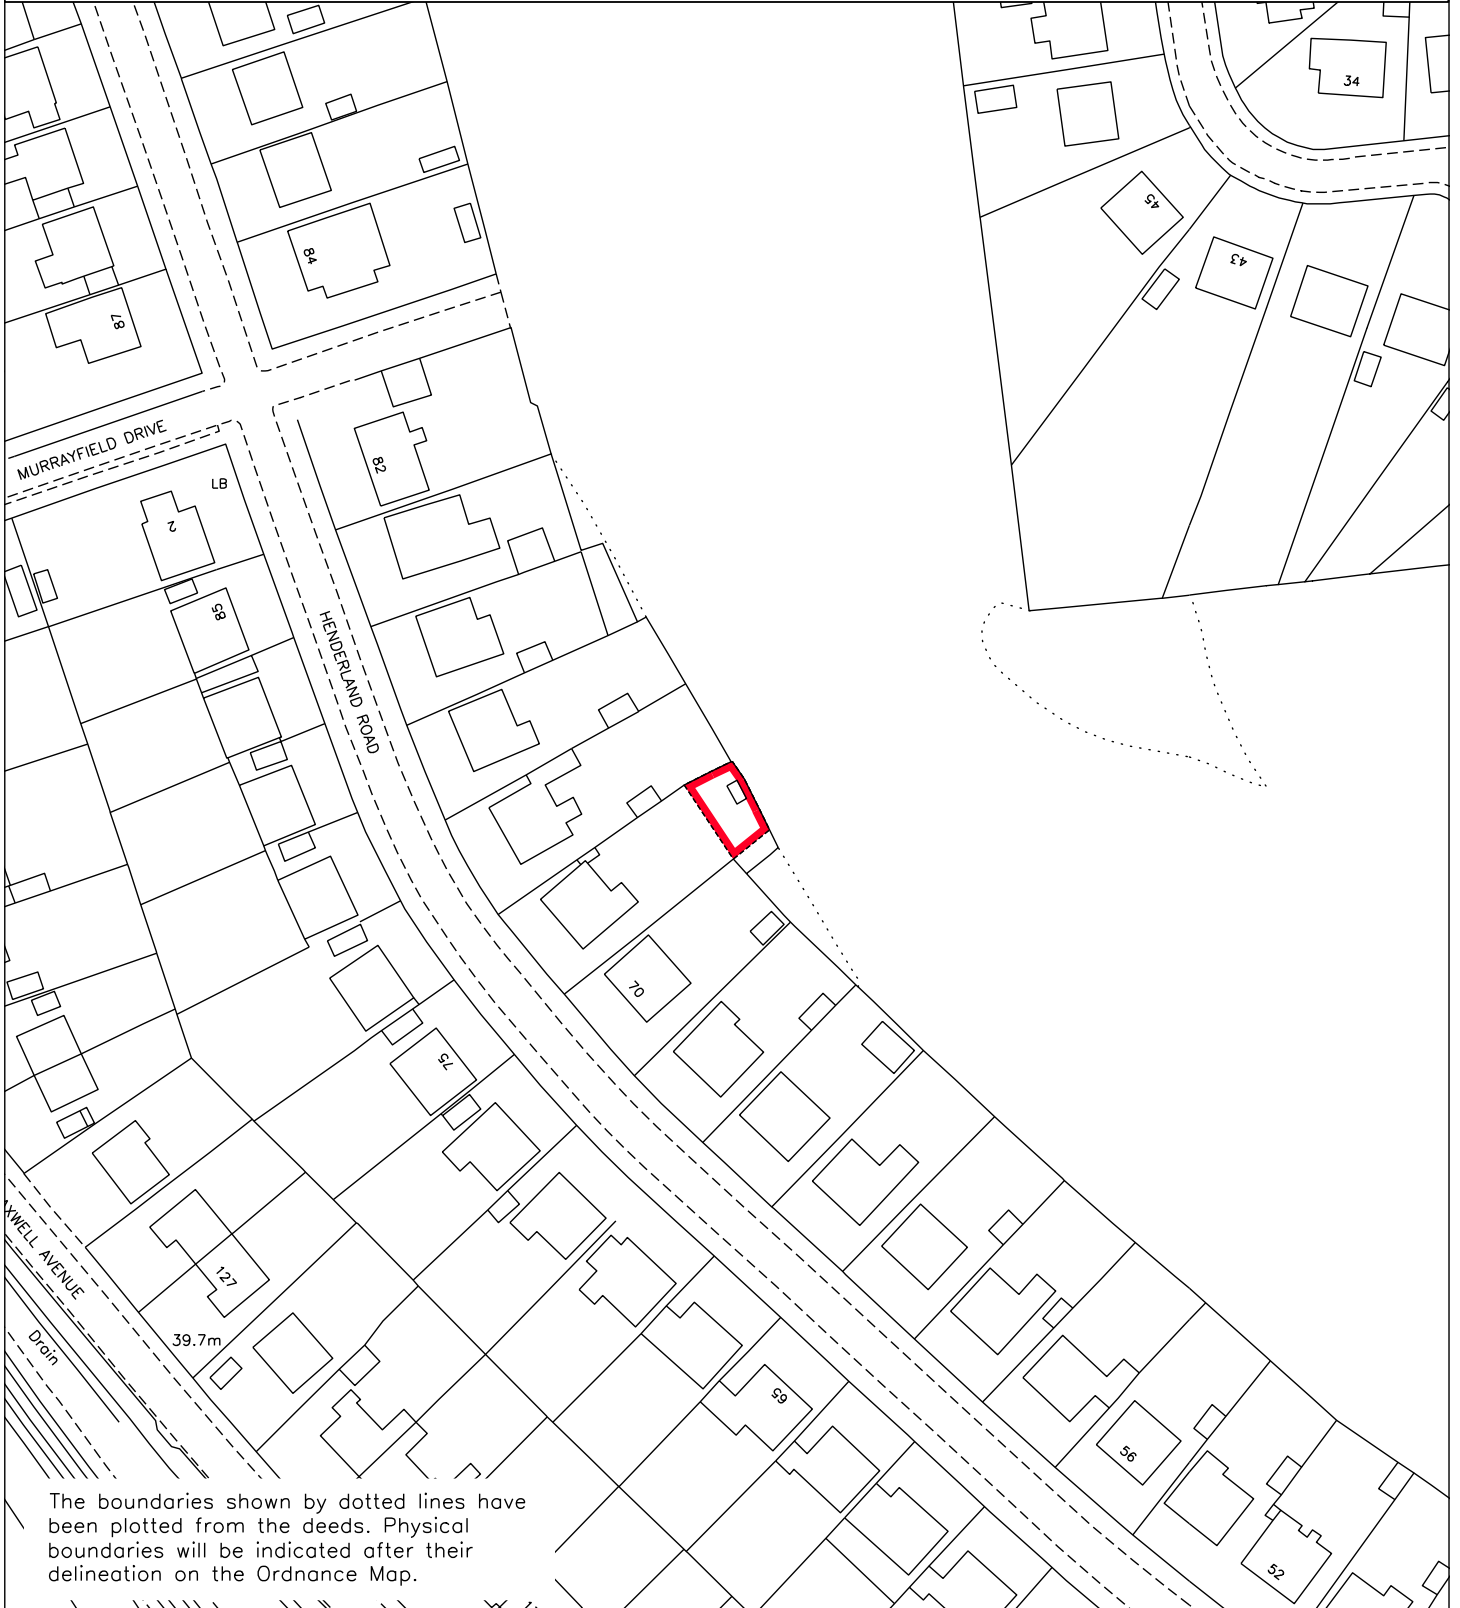 34
45
43
84
87
MURRAYFIELD DRIVE
82
LB
2
85
HENDERLAND ROAD
70
75
AXWELL AVENUE
127
39.7m
Drain
65
56
52
The boundaries shown by dotted lines have
been plotted from the deeds. Physical
boundaries will be indicated after their
delineation on the Ordnance Map.